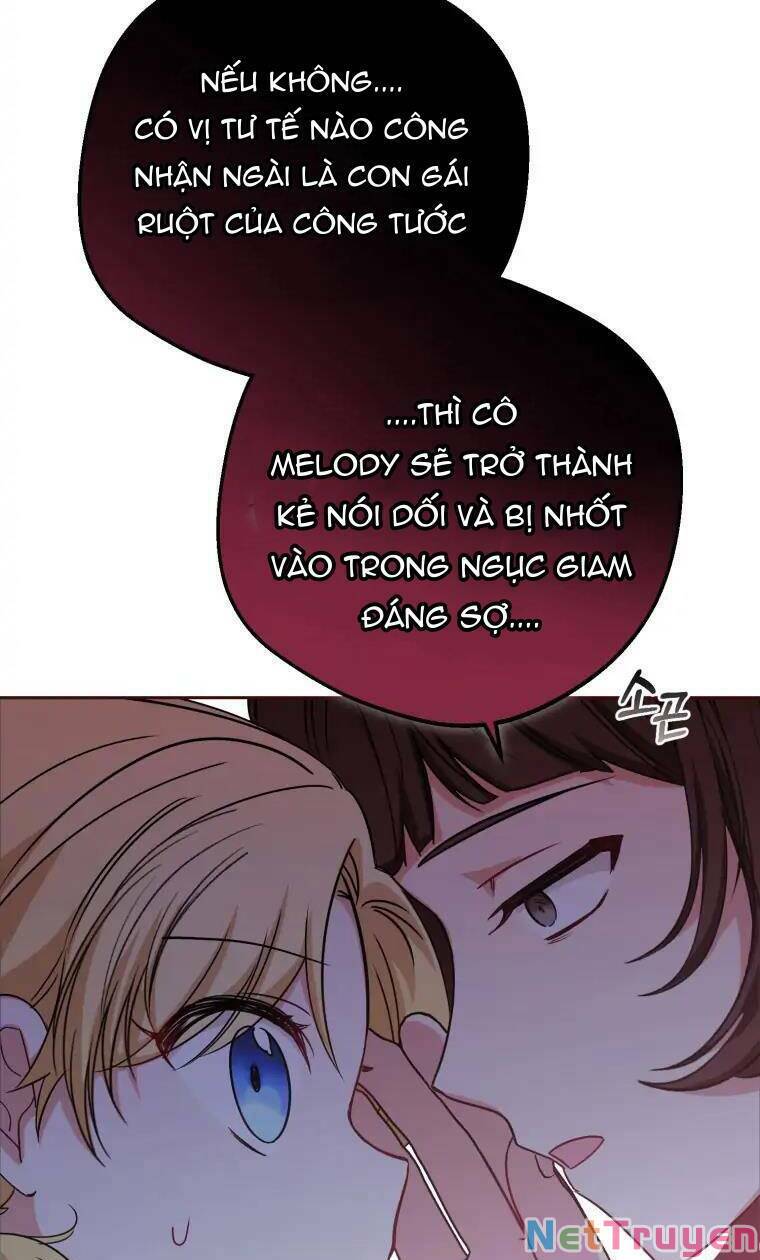 NẾU KHÔNG....
CÓ VỊ TƯ TẾ NÀO CÔNG
NHẬN NGÀI LÀ CON GÁI
RUỘT CỦA CÔNG TƯỚC
....THÌ CÔ
MELODY SẼ TRỞ THÀNH
KẺ NÓI DỐI VÀ BỊ NHỐT
VÀO TRONG NGỤC GIAM
ĐÁNG SỢ....
소곤
NetTruyen